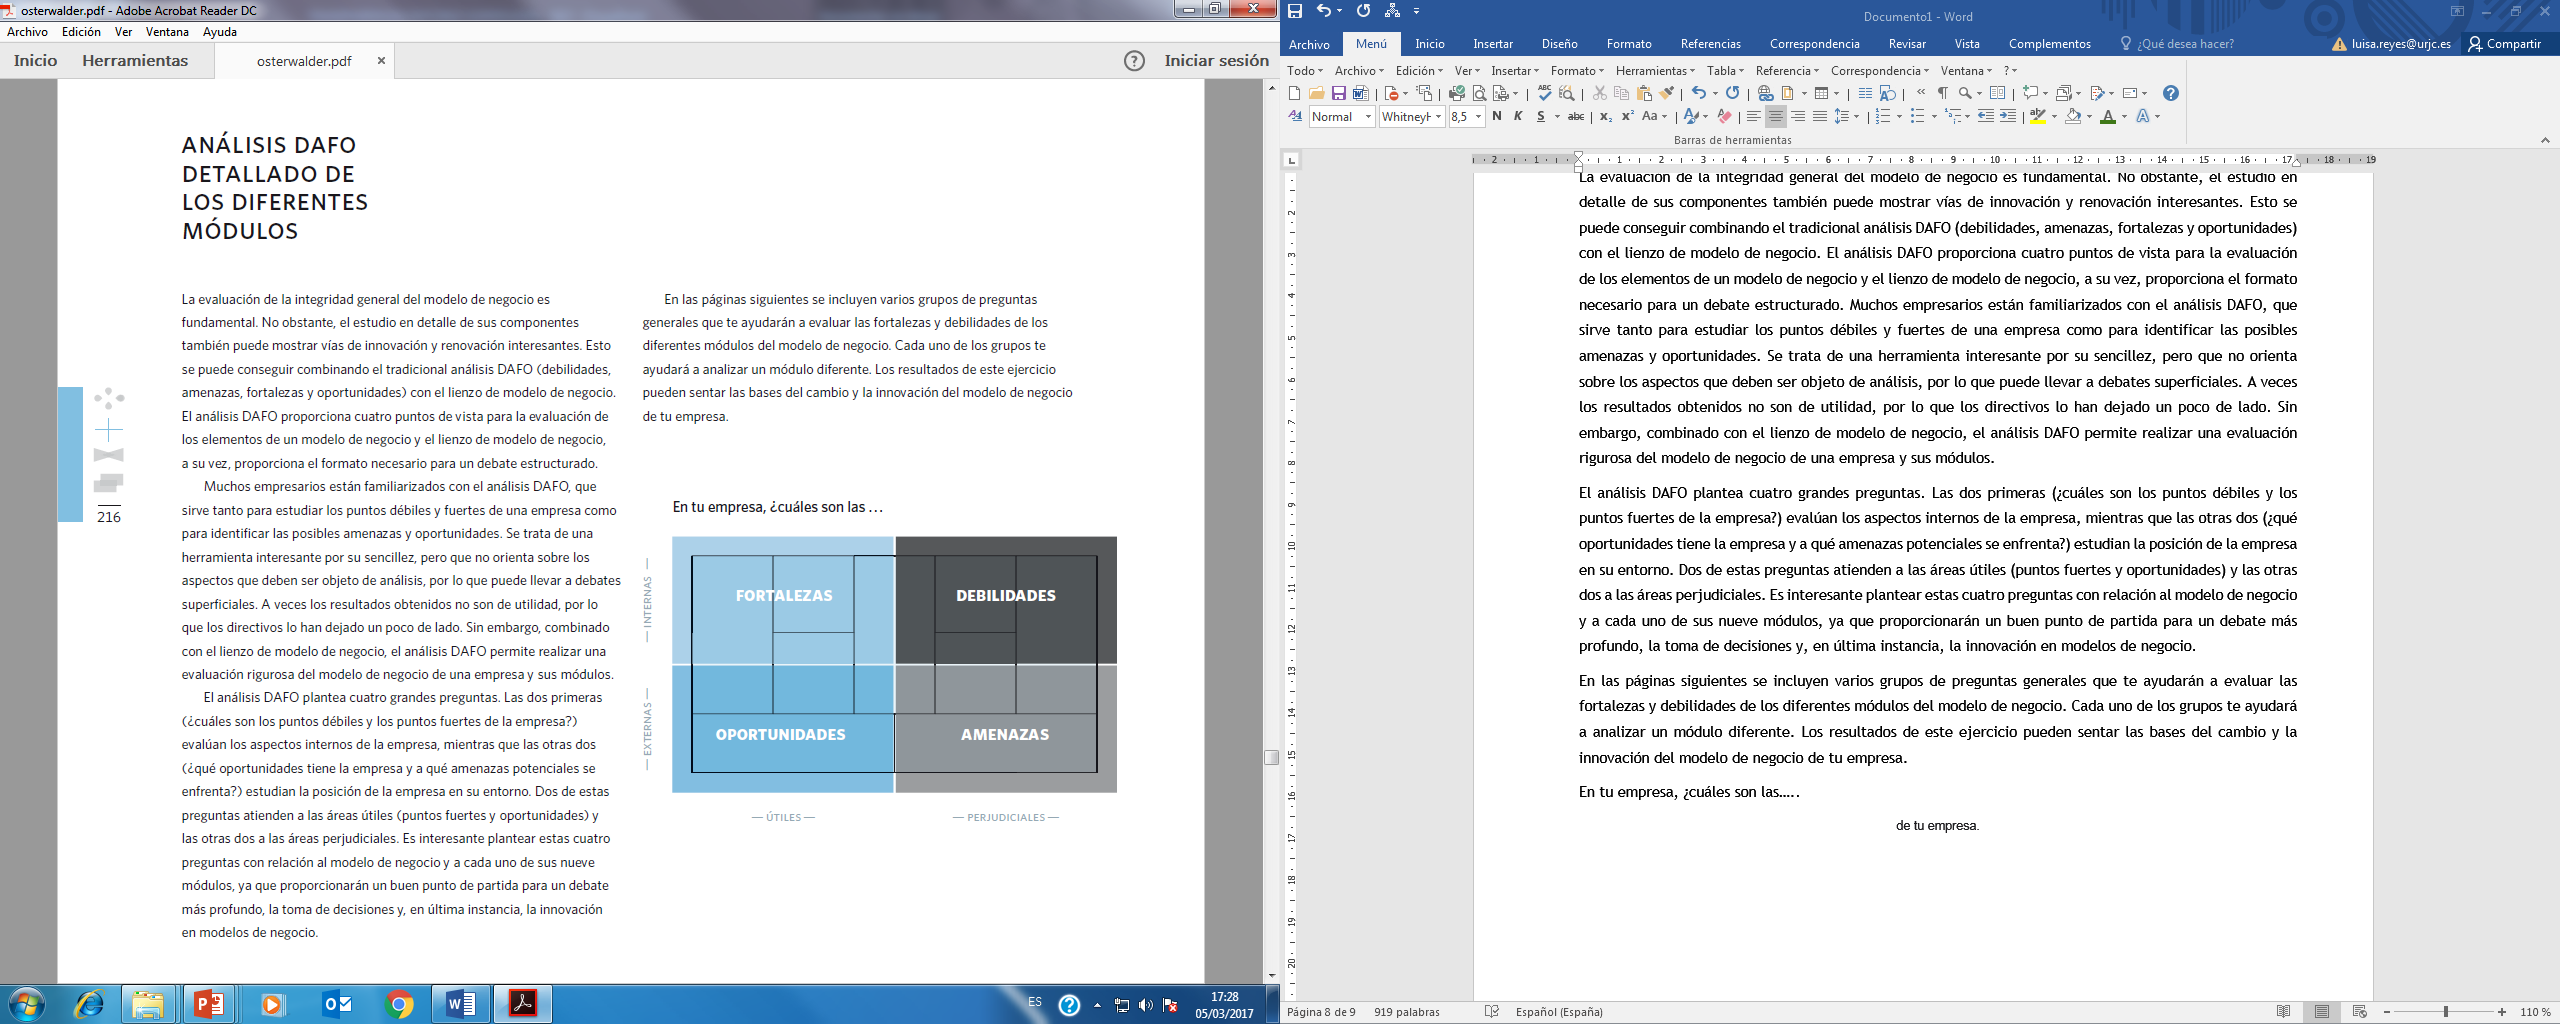 osterwalder.pdf - Adobe Acrobat Reader DC
Archivo Edición Ver Ventana Ayuda
Inicio Herramientas osterwalder.pdf × ? Iniciar sesión
ANÁLISIS DAFO
DETALLADO DE
LOS DIFERENTES
MÓDULOS
La evaluación de la integridad general del modelo de negocio es
fundamental. No obstante, el estudio en detalle de sus componentes
también puede mostrar vías de innovación y renovación interesantes. Esto
se puede conseguir combinando el tradicional análisis DAFO (debilidades,
amenazas, fortalezas y oportunidades) con el lienzo de modelo de negocio.
El análisis DAFO proporciona cuatro puntos de vista para la evaluación de
los elementos de un modelo de negocio y el lienzo de modelo de negocio,
a su vez, proporciona el formato necesario para un debate estructurado.
Muchos empresarios están familiarizados con el análisis DAFO, que
sirve tanto para estudiar los puntos débiles y fuertes de una empresa como
para identificar las posibles amenazas y oportunidades. Se trata de una
herramienta interesante por su sencillez, pero que no orienta sobre los
aspectos que deben ser objeto de análisis, por lo que puede llevar a debates
superficiales. A veces los resultados obtenidos no son de utilidad, por lo
que los directivos lo han dejado un poco de lado. Sin embargo, combinado
con el lienzo de modelo de negocio, el análisis DAFO permite realizar una
evaluación rigurosa del modelo de negocio de una empresa y sus módulos.
El análisis DAFO plantea cuatro grandes preguntas. Las dos primeras
(¿cuáles son los puntos débiles y los puntos fuertes de la empresa?)
evalúan los aspectos internos de la empresa, mientras que las otras dos
(¿qué oportunidades tiene la empresa y a qué amenazas potenciales se
enfrenta?) estudian la posición de la empresa en su entorno. Dos de estas
preguntas atienden a las áreas útiles (puntos fuertes y oportunidades) y
las otras dos a las áreas perjudiciales. Es interesante plantear estas cuatro
preguntas con relación al modelo de negocio y a cada uno de sus nueve
módulos, ya que proporcionarán un buen punto de partida para un debate
más profundo, la toma de decisiones y, en última instancia, la innovación
en modelos de negocio.
216
En las páginas siguientes se incluyen varios grupos de preguntas
generales que te ayudarán a evaluar las fortalezas y debilidades de los
diferentes módulos del modelo de negocio. Cada uno de los grupos te
ayudará a analizar un módulo diferente. Los resultados de este ejercicio
pueden sentar las bases del cambio y la innovación del modelo de negocio
de tu empresa.
En tu empresa, ¿cuáles son las ...
— INTERNAS —
FORTALEZAS DEBILIDADES
— EXTERNAS —
OPORTUNIDADES AMENAZAS
— ÚTILES — — PERJUDICIALES —
ES 17:28
05/03/2017
Documento1 - Word
Archivo Menú Inicio Insertar Diseño Formato Referencias Correspondencia Revisar Vista Complementos ¿Qué desea hacer? luisa.reyes@urjc.es Compartir
Todo Archivo Edición Ver Insertar Formato Herramientas Tabla Referencia Correspondencia Ventana ?
Normal 8,5 N K S abc x₂ x² Aa
Barras de herramientas
2 1 1 2 3 4 5 6 7 8 9 10 11 12 13 14 15 16 17 18 19
La evaluación de la integridad general del modelo de negocio es fundamental. No obstante, el estudio en
detalle de sus componentes también puede mostrar vías de innovación y renovación interesantes. Esto se
puede conseguir combinando el tradicional análisis DAFO (debilidades, amenazas, fortalezas y oportunidades)
con el lienzo de modelo de negocio. El análisis DAFO proporciona cuatro puntos de vista para la evaluación
de los elementos de un modelo de negocio y el lienzo de modelo de negocio, a su vez, proporciona el formato
necesario para un debate estructurado. Muchos empresarios están familiarizados con el análisis DAFO, que
sirve tanto para estudiar los puntos débiles y fuertes de una empresa como para identificar las posibles
amenazas y oportunidades. Se trata de una herramienta interesante por su sencillez, pero que no orienta
sobre los aspectos que deben ser objeto de análisis, por lo que puede llevar a debates superficiales. A veces
los resultados obtenidos no son de utilidad, por lo que los directivos lo han dejado un poco de lado. Sin
embargo, combinado con el lienzo de modelo de negocio, el análisis DAFO permite realizar una evaluación
rigurosa del modelo de negocio de una empresa y sus módulos.
El análisis DAFO plantea cuatro grandes preguntas. Las dos primeras (¿cuáles son los puntos débiles y los
puntos fuertes de la empresa?) evalúan los aspectos internos de la empresa, mientras que las otras dos (¿qué
oportunidades tiene la empresa y a qué amenazas potenciales se enfrenta?) estudian la posición de la empresa
en su entorno. Dos de estas preguntas atienden a las áreas útiles (puntos fuertes y oportunidades) y las otras
dos a las áreas perjudiciales. Es interesante plantear estas cuatro preguntas con relación al modelo de negocio
y a cada uno de sus nueve módulos, ya que proporcionarán un buen punto de partida para un debate más
profundo, la toma de decisiones y, en última instancia, la innovación en modelos de negocio.
En las páginas siguientes se incluyen varios grupos de preguntas generales que te ayudarán a evaluar las
fortalezas y debilidades de los diferentes módulos del modelo de negocio. Cada uno de los grupos te ayudará
a analizar un módulo diferente. Los resultados de este ejercicio pueden sentar las bases del cambio y la
innovación del modelo de negocio de tu empresa.
En tu empresa, ¿cuáles son las.....
de tu empresa.
Página 8 de 9 919 palabras Español (España) 110 %